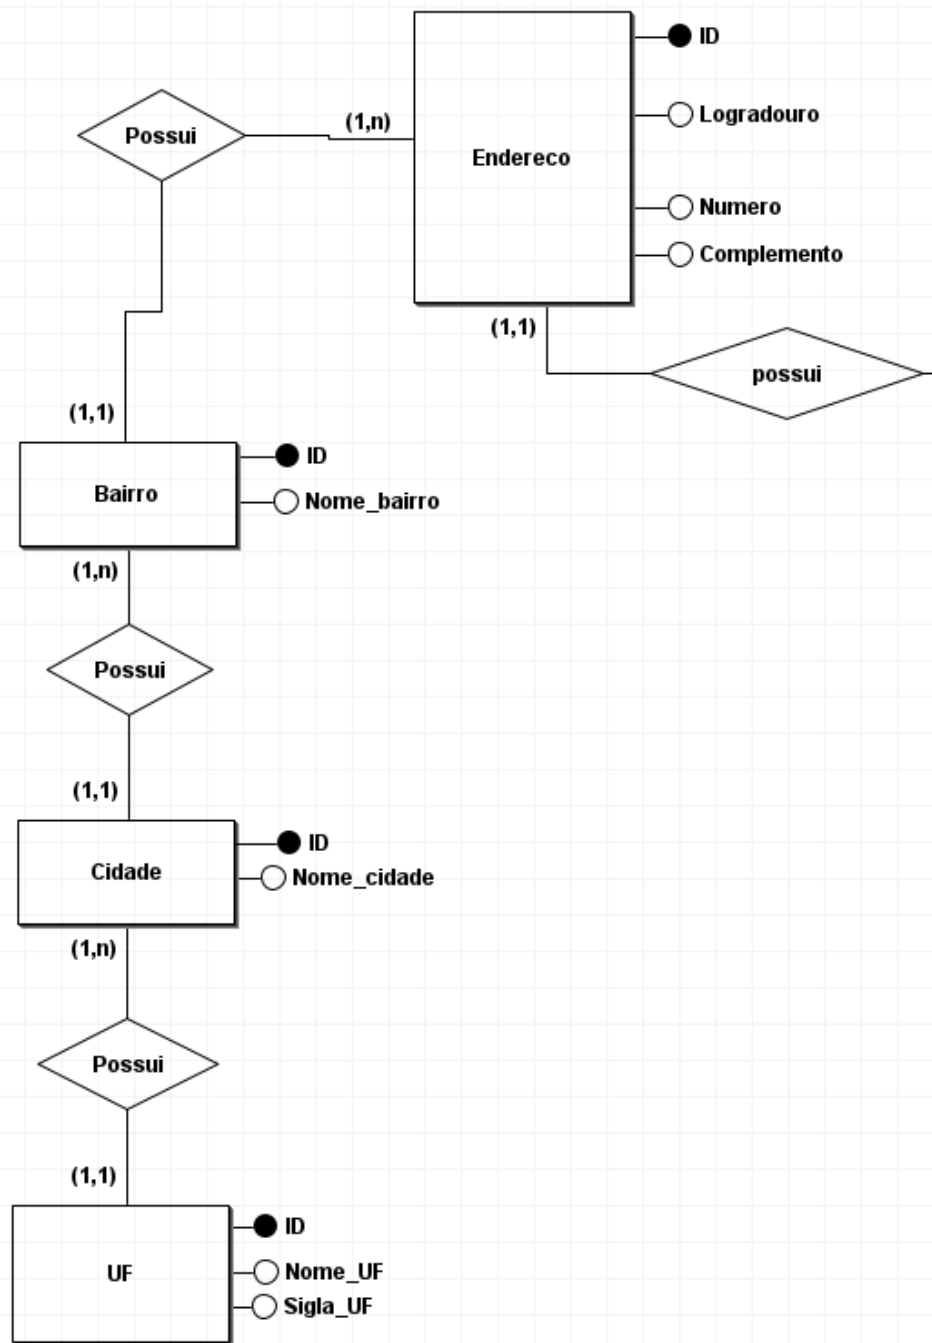 ID
Logradouro
Possui
(1,n)
Endereco
Numero
Complemento
(1,1)
possui
(1,1)
Bairro
ID
Nome_bairro
(1,n)
Possui
(1,1)
Cidade
ID
Nome_cidade
(1,n)
Possui
(1,1)
UF
ID
Nome_UF
Sigla_UF